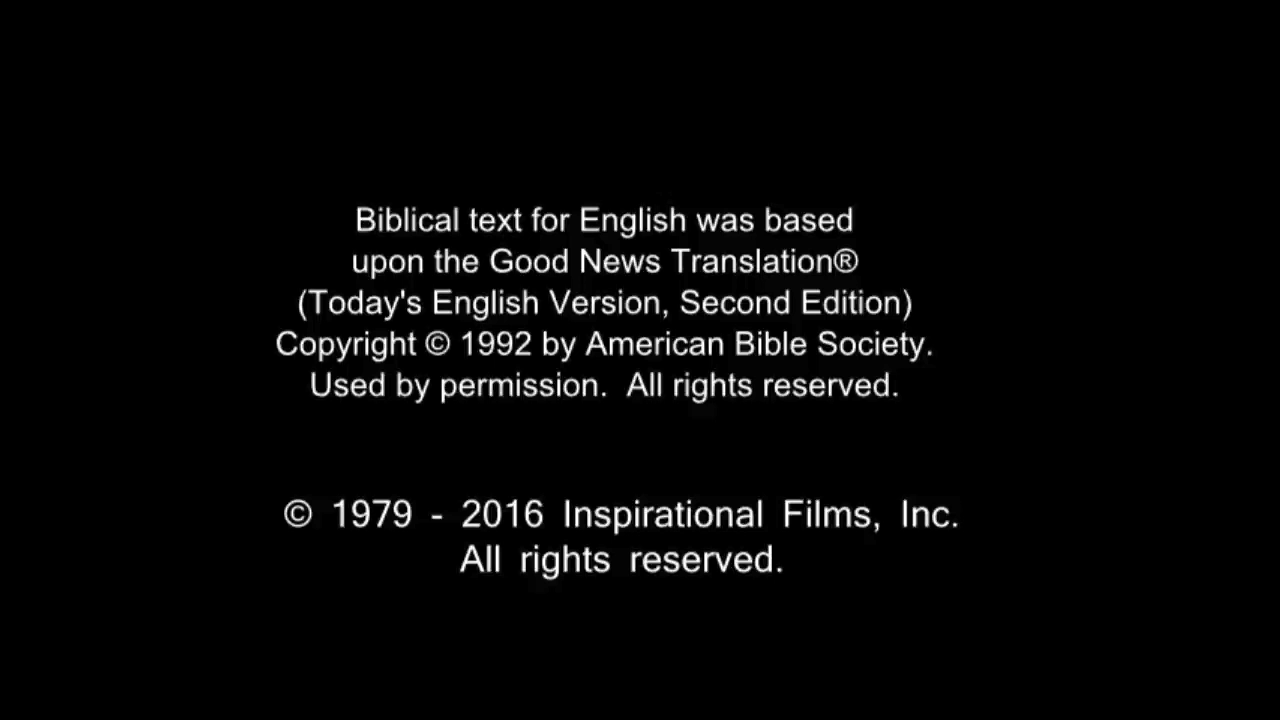 Biblical text for English was based
upon the Good News Translation®
(Today's English Version, Second Edition)
Copyright © 1992 by American Bible Society.
Used by permission.  All rights reserved.
© 1979 - 2016 Inspirational Films, Inc.
All rights reserved.